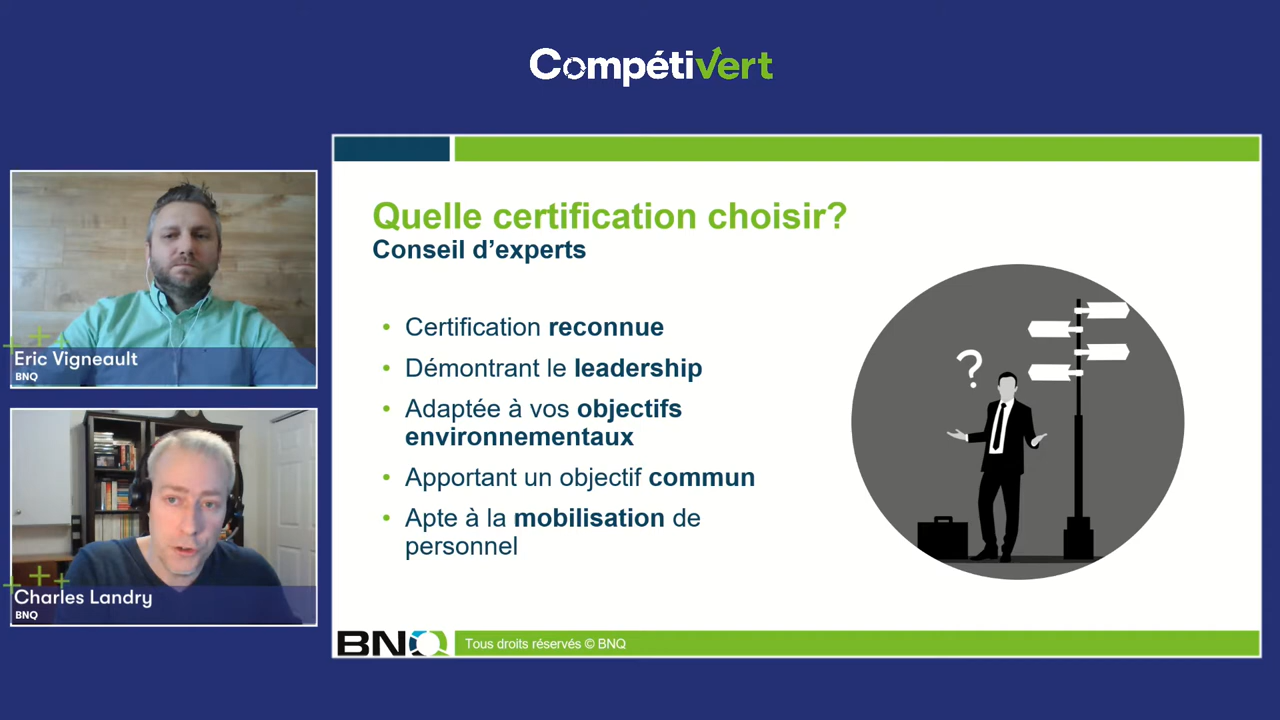 CompétiVert
Quelle certification choisir?
Conseil d'experts
• Certification reconnue
• Démontrant le leadership
• Adaptée à vos objectifs
environnementaux
• Apportant un objectif commun
• Apte à la mobilisation de
personnel
?
Eric Vigneault
BNQ
Charles Landry
BNQ
BNQ
Tous droits réservés © BNQ